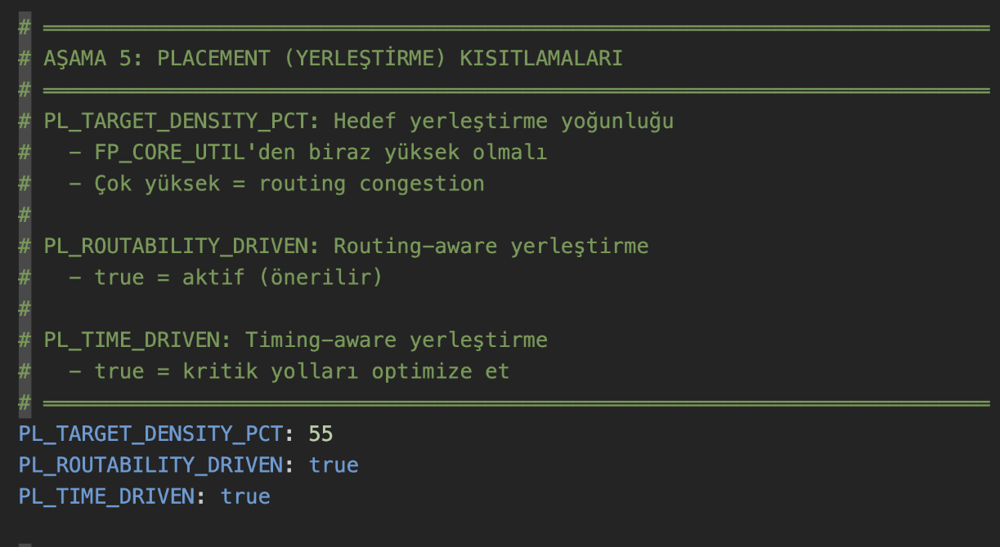 # ═══════════════════════════════════════════════════════════════════════════
# AŞAMA 5: PLACEMENT (YERLEŞTİRME) KISITLAMALARI
# ═══════════════════════════════════════════════════════════════════════════
# PL_TARGET_DENSITY_PCT: Hedef yerleştirme yoğunluğu
#   - FP_CORE_UTIL'den biraz yüksek olmalı
#   - Çok yüksek = routing congestion
#
# PL_ROUTABILITY_DRIVEN: Routing-aware yerleştirme
#   - true = aktif (önerilir)
#
# PL_TIME_DRIVEN: Timing-aware yerleştirme
#   - true = kritik yolları optimize et
# ═══════════════════════════════════════════════════════════════════════════
PL_TARGET_DENSITY_PCT: 55
PL_ROUTABILITY_DRIVEN: true
PL_TIME_DRIVEN: true